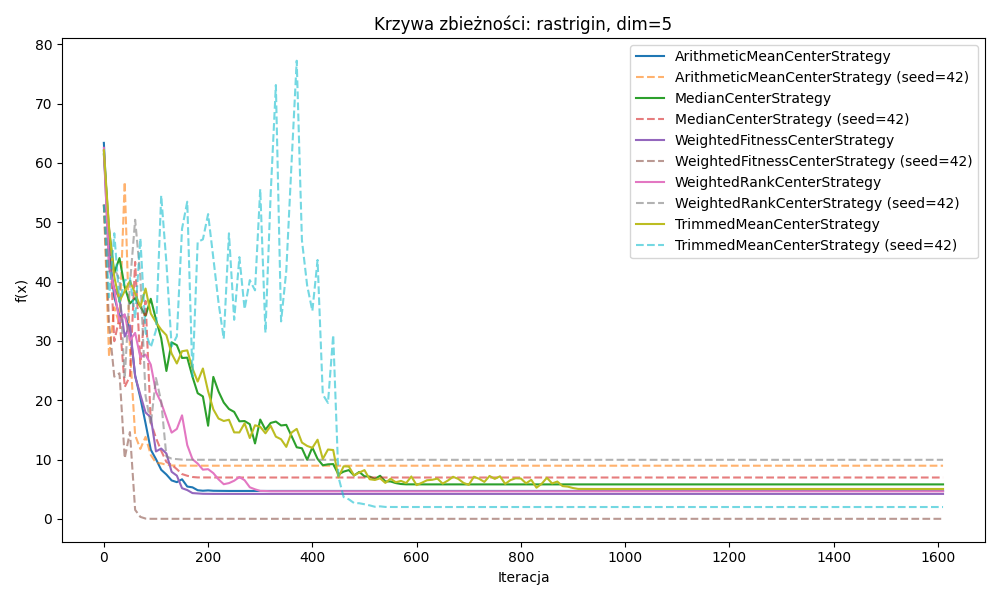 Krzywa zbieżności: rastrigin, dim=5
80
70
60
50
40
30
20
10
0
f(x)
ArithmeticMeanCenterStrategy
ArithmeticMeanCenterStrategy (seed=42)
MedianCenterStrategy
MedianCenterStrategy (seed=42)
WeightedFitnessCenterStrategy
WeightedFitnessCenterStrategy (seed=42)
WeightedRankCenterStrategy
WeightedRankCenterStrategy (seed=42)
TrimmedMeanCenterStrategy
TrimmedMeanCenterStrategy (seed=42)
0 200 400 600 800 1000 1200 1400 1600
Iteracja